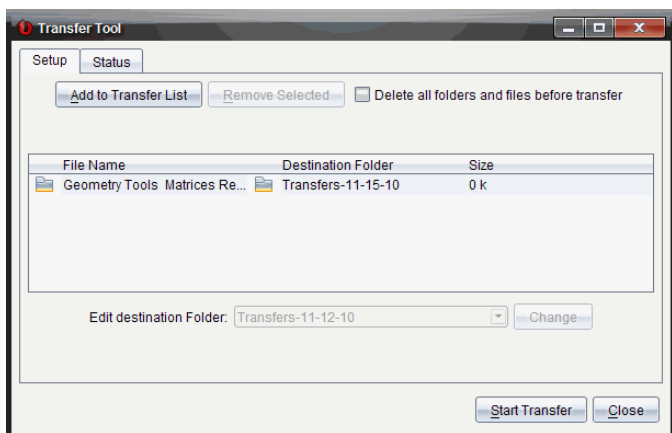 Transfer Tool
Setup Status
Add to Transfer List Remove Selected Delete all folders and files before transfer
File Name Destination Folder Size
Geometry Tools Matrices Re... Transfers-11-15-10 0 k
Edit destination Folder: Transfers-11-12-10 Change
Start Transfer Close